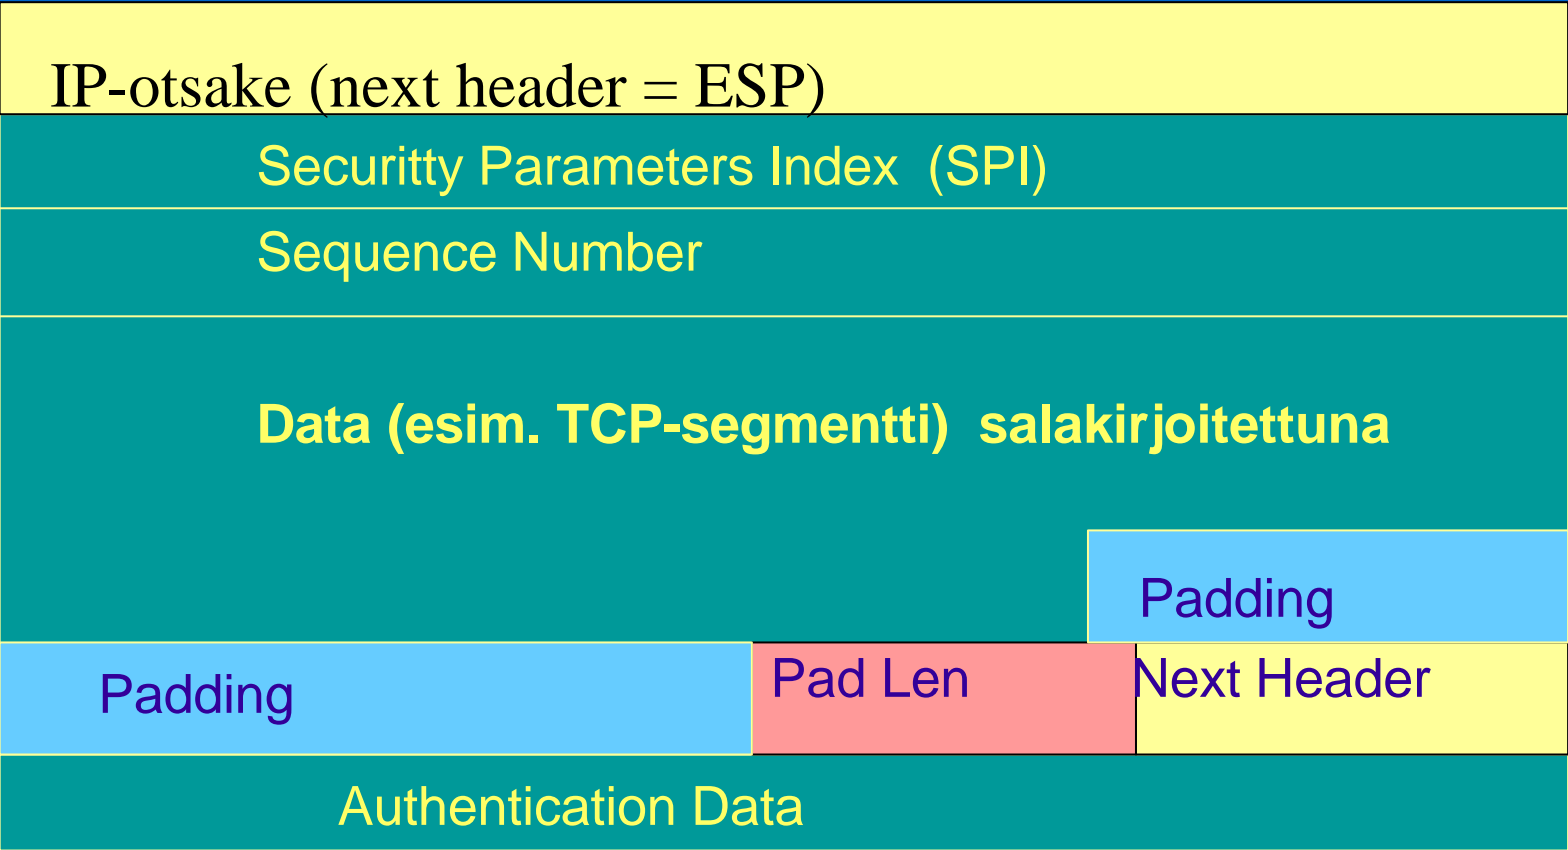 IP-otsake (next header = ESP)
Securitty Parameters Index (SPI)
Sequence Number
Data (esim. TCP-segmentti) salakirjoitettuna
Padding
Padding
Pad Len
Next Header
Authentication Data